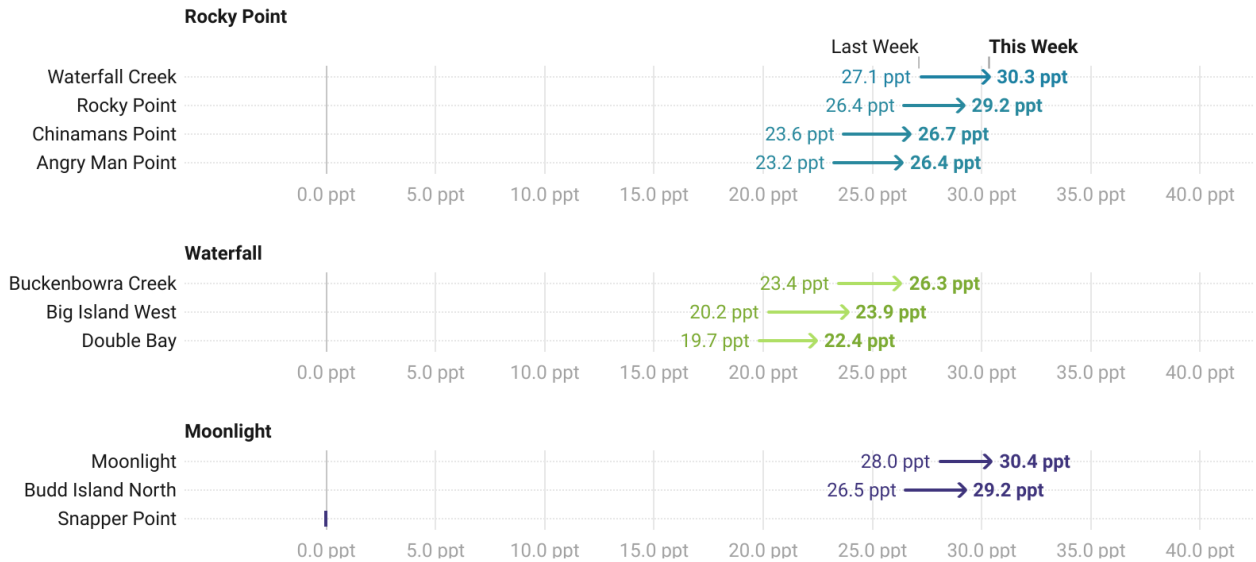 Rocky Point
Last Week This Week
Waterfall Creek 27.1 ppt 30.3 ppt
Rocky Point 26.4 ppt 29.2 ppt
Chinamans Point 23.6 ppt 26.7 ppt
Angry Man Point 23.2 ppt 26.4 ppt
0.0 ppt 5.0 ppt 10.0 ppt 15.0 ppt 20.0 ppt 25.0 ppt 30.0 ppt 35.0 ppt 40.0 ppt
Waterfall
Buckenbowra Creek 23.4 ppt 26.3 ppt
Big Island West 20.2 ppt 23.9 ppt
Double Bay 19.7 ppt 22.4 ppt
0.0 ppt 5.0 ppt 10.0 ppt 15.0 ppt 20.0 ppt 25.0 ppt 30.0 ppt 35.0 ppt 40.0 ppt
Moonlight
Moonlight 28.0 ppt 30.4 ppt
Budd Island North 26.5 ppt 29.2 ppt
Snapper Point
0.0 ppt 5.0 ppt 10.0 ppt 15.0 ppt 20.0 ppt 25.0 ppt 30.0 ppt 35.0 ppt 40.0 ppt